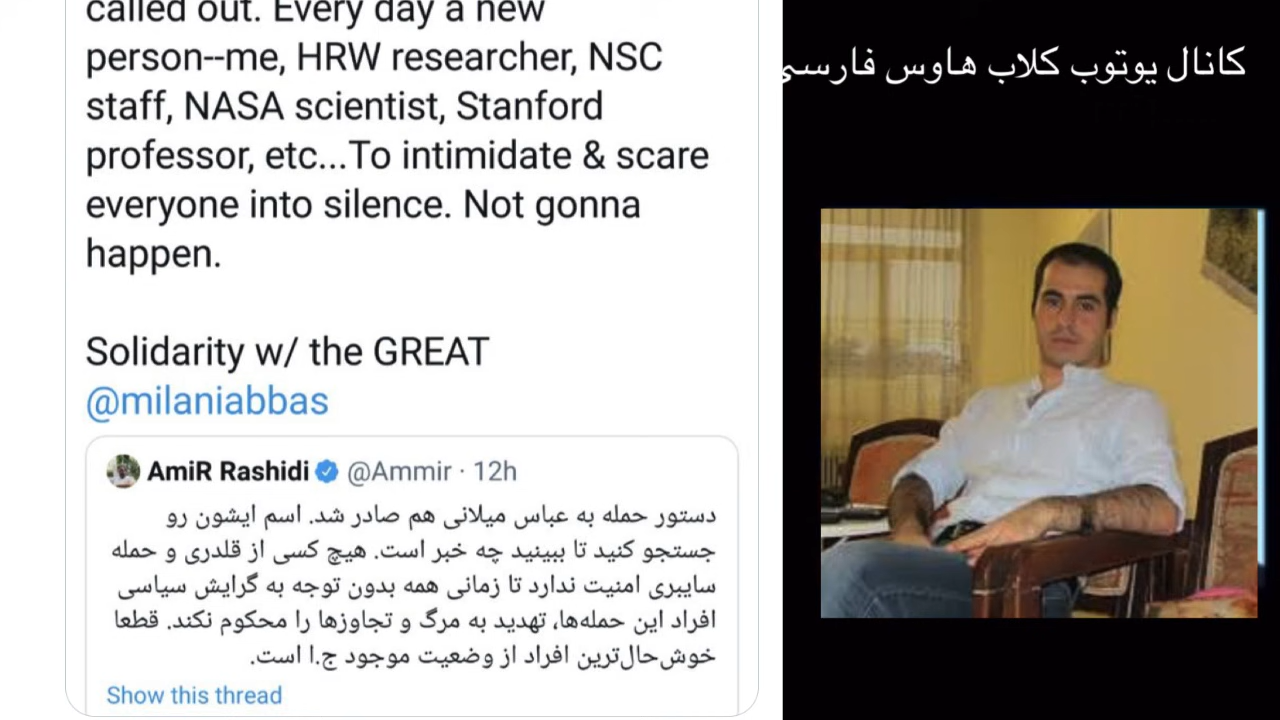 called out. Every day a new
person--me, HRW researcher, NSC
staff, NASA scientist, Stanford
professor, etc...To intimidate & scare
everyone into silence. Not gonna
happen.
Solidarity w/ the GREAT
@milaniabbas
AmiR Rashidi @Ammir · 12h
دستور حمله به عباس میلانی هم صادر شد. اسم ایشون رو
جستجو کنید تا ببینید چه خبر است. هیچ کسی از قلدری و حمله
سایبری امنیت ندارد تا زمانی همه بدون توجه به گرایش سیاسی
افراد این حمله‌ها، تهدید به مرگ و تجاوزها را محکوم نکند. قطعا
خوش‌حال‌ترین افراد از وضعیت موجود ج.ا است.
Show this thread
کانال یوتوب کلاب هاوس فارسی